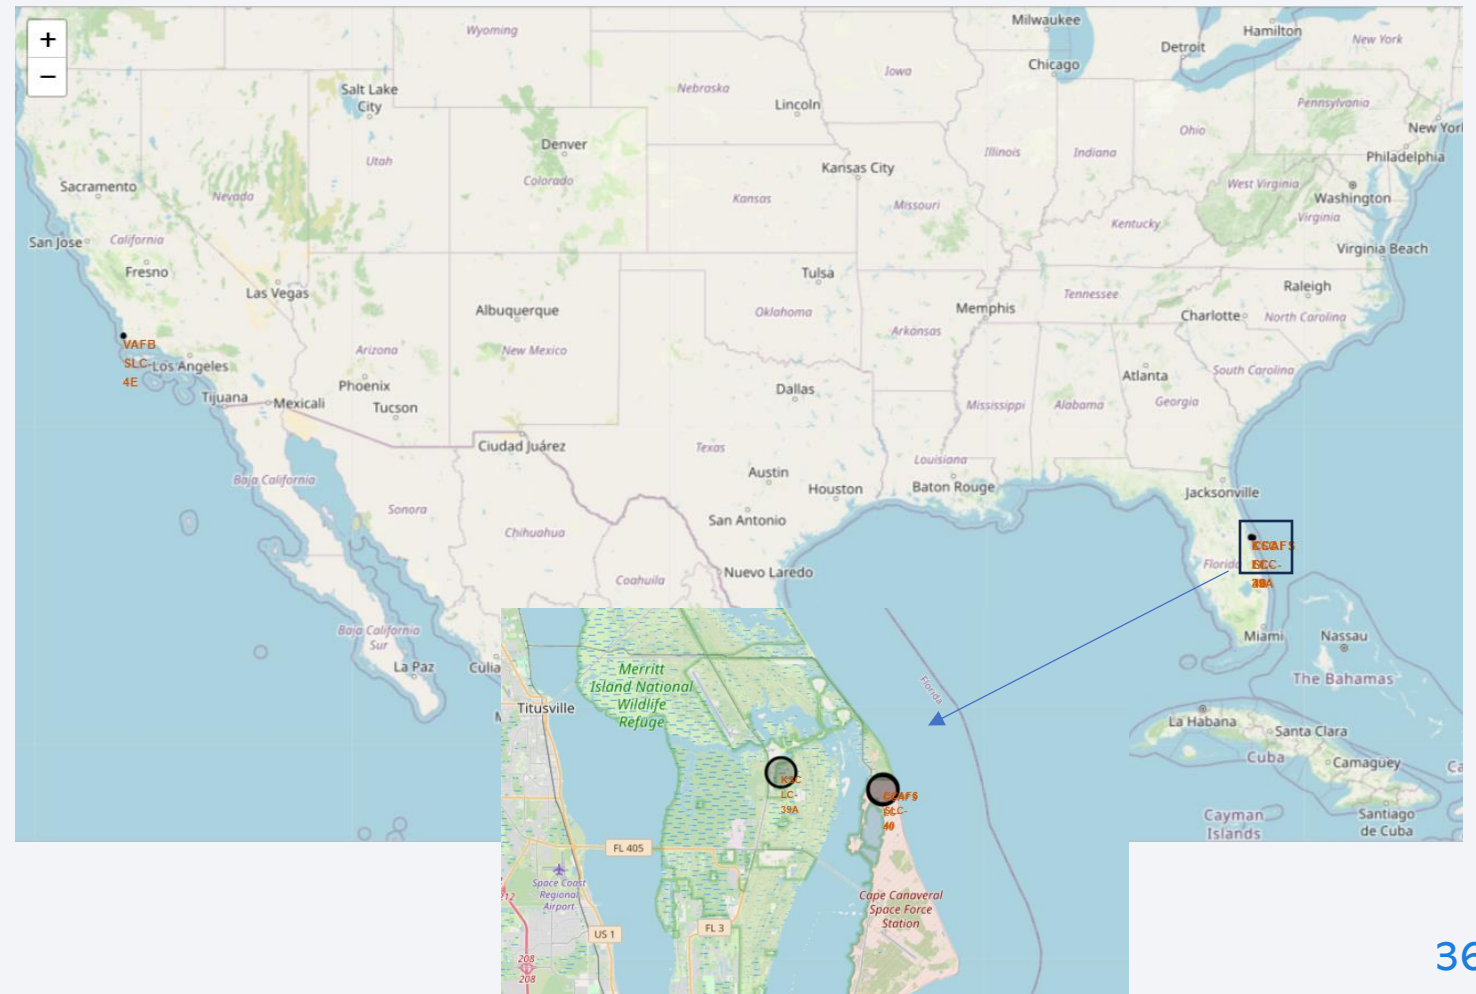 +
−
Wyoming
Milwaukee
Hamilton
New York
Detroit
Chicago
Iowa
Salt Lake
City
Nebraska
Lincoln
Pennsylvania
Ohio
Denver
Utah
Colorado
Kansas City
Illinois
Indiana
Philadelphia
Sacramento
Nevada
Kansas
Missouri
West Virginia
Washington
Virginia
Kentucky
San Jose
California
Virginia Beach
Fresno
Las Vegas
Tulsa
Raleigh
Tennessee
Albuquerque
Oklahoma
Memphis
Charlotte
North Carolina
Arkansas
VAFB
SLC-
4E
Los Angeles
Arizona
New Mexico
Phoenix
Dallas
Atlanta
South Carolina
Tijuana
Mexicali
Tucson
Mississippi
Alabama
Georgia
Ciudad Juárez
Texas
Louisiana
Baja California
Austin
Houston
Baton Rouge
Jacksonville
Sonora
San Antonio
Chihuahua
Florida
Coahuila
Nuevo Laredo
Baja California
Sur
La Paz
Miami
Nassau
The Bahamas
La Habana
Santa Clara
Cuba
Camagüey
Cayman
Islands
Santiago
de Cuba
Merritt
Island National
Wildlife
Refuge
Titusville
Florida
KSC
LC-
39A
CCAFS
SLC-
40
FL 405
Space Coast
Regional
Airport
Cape Canaveral
Space Force
Station
US 1
FL 3
208
208